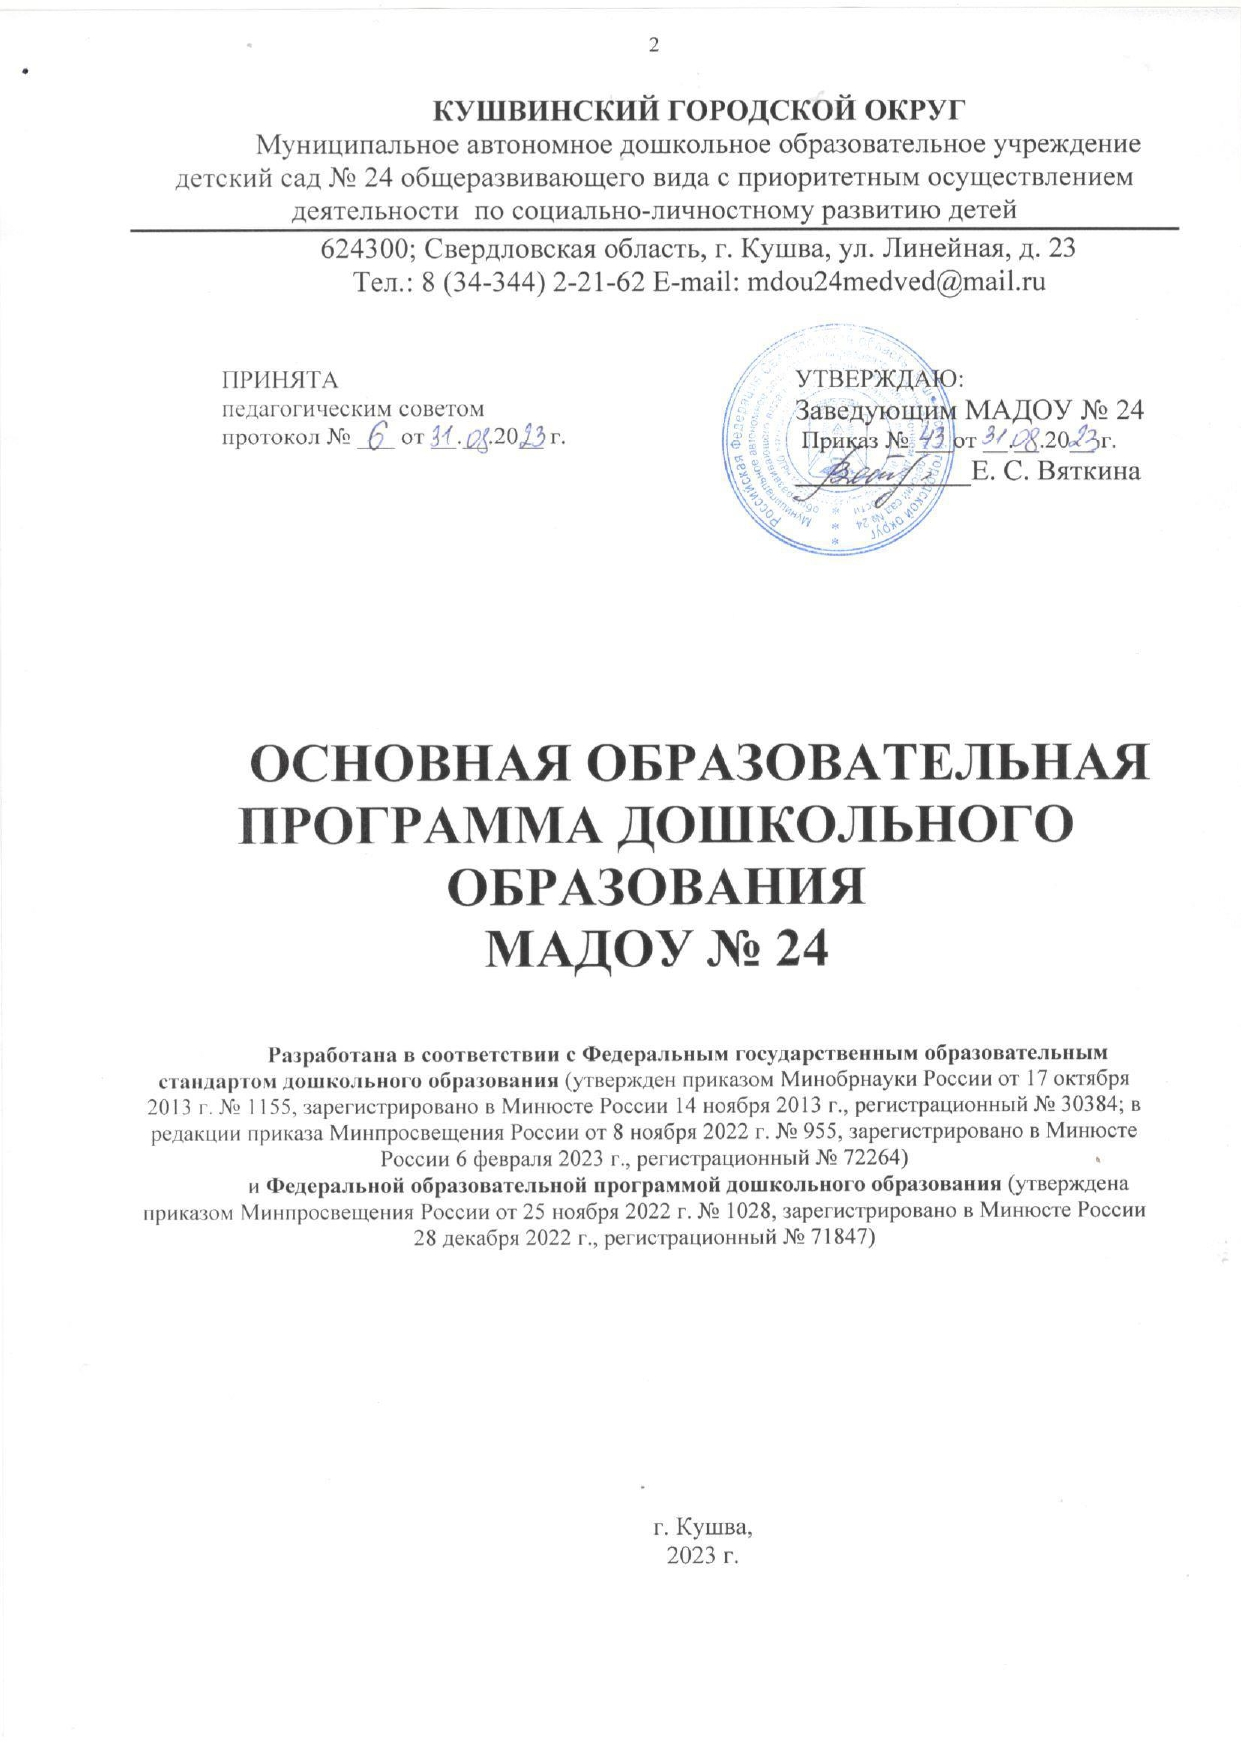 2
КУШВИНСКИЙ ГОРОДСКОЙ ОКРУГ
Муниципальное автономное дошкольное образовательное учреждение
детский сад № 24 общеразвивающего вида с приоритетным осуществлением
деятельности по социально-личностному развитию детей
624300; Свердловская область, г. Кушва, ул. Линейная, д. 23
Тел.: 8 (34-344) 2-21-62 E-mail: mdou24medved@mail.ru
ПРИНЯТА
педагогическим советом
протокол № 6 от 31.08.2023 г.
УТВЕРЖДАЮ:
Заведующим МАДОУ № 24
Приказ № 43 от 31.08.2023г.
Е. С. Вяткина
ОСНОВНАЯ ОБРАЗОВАТЕЛЬНАЯ
ПРОГРАММА ДОШКОЛЬНОГО
ОБРАЗОВАНИЯ
МАДОУ № 24
Разработана в соответствии с Федеральным государственным образовательным
стандартом дошкольного образования (утвержден приказом Минобрнауки России от 17 октября
2013 г. № 1155, зарегистрировано в Минюсте России 14 ноября 2013 г., регистрационный № 30384; в
редакции приказа Минпросвещения России от 8 ноября 2022 г. № 955, зарегистрировано в Минюсте
России 6 февраля 2023 г., регистрационный № 72264)
и Федеральной образовательной программой дошкольного образования (утверждена
приказом Минпросвещения России от 25 ноября 2022 г. № 1028, зарегистрировано в Минюсте России
28 декабря 2022 г., регистрационный № 71847)
г. Кушва,
2023 г.